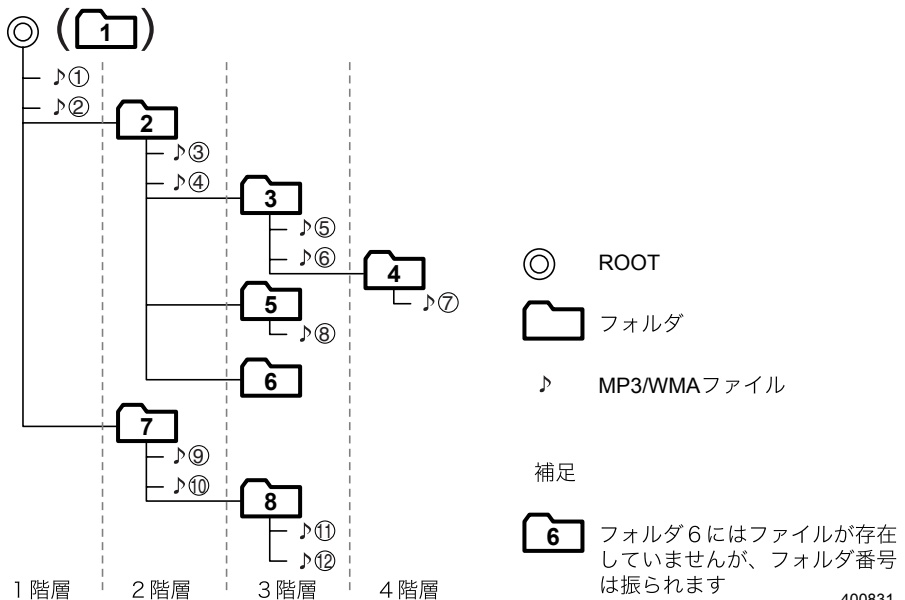 (1)
♪①
♪②
2
♪③
♪④
3
♪⑤
♪⑥
4
♪⑦
5
♪⑧
6
7
♪⑨
♪⑩
8
♪⑪
♪⑫
1階層 2階層 3階層 4階層
ROOT
フォルダ
♪ MP3/WMAファイル
補足
6 フォルダ6にはファイルが存在
していませんが、フォルダ番号
は振られます
400831